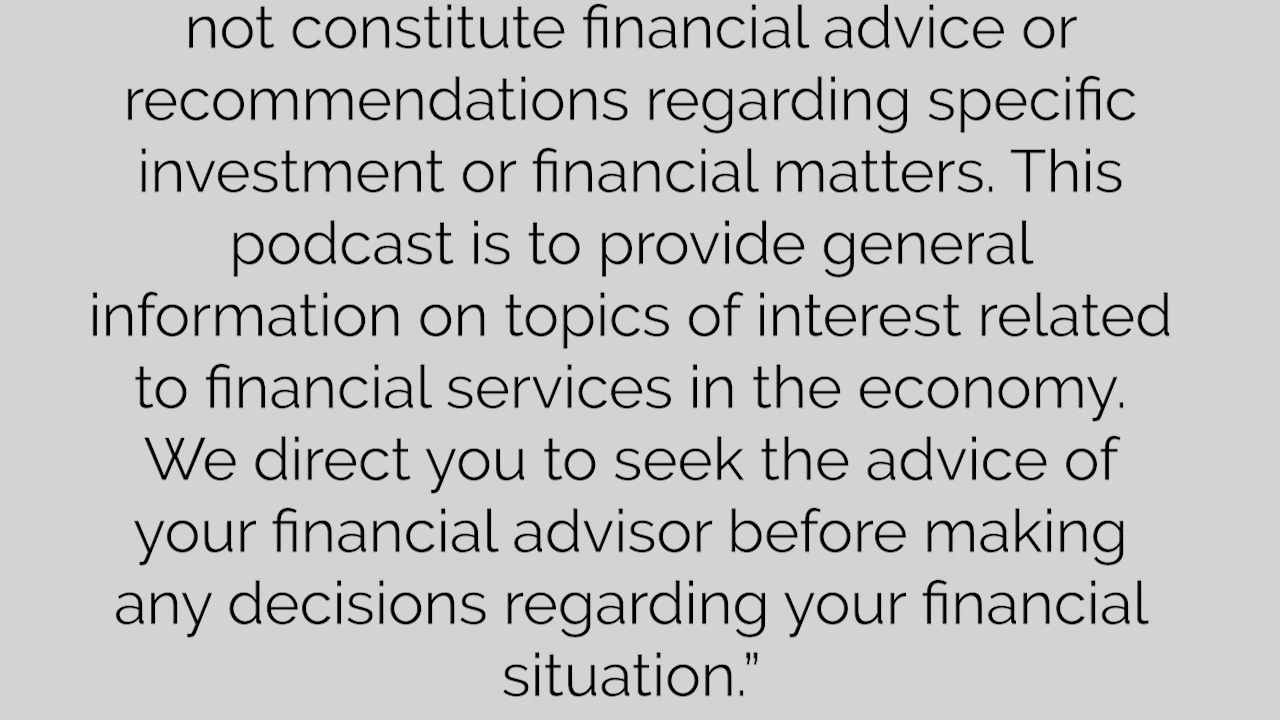 not constitute financial advice or
recommendations regarding specific
investment or financial matters. This
podcast is to provide general
information on topics of interest related
to financial services in the economy.
We direct you to seek the advice of
your financial advisor before making
any decisions regarding your financial
situation.”